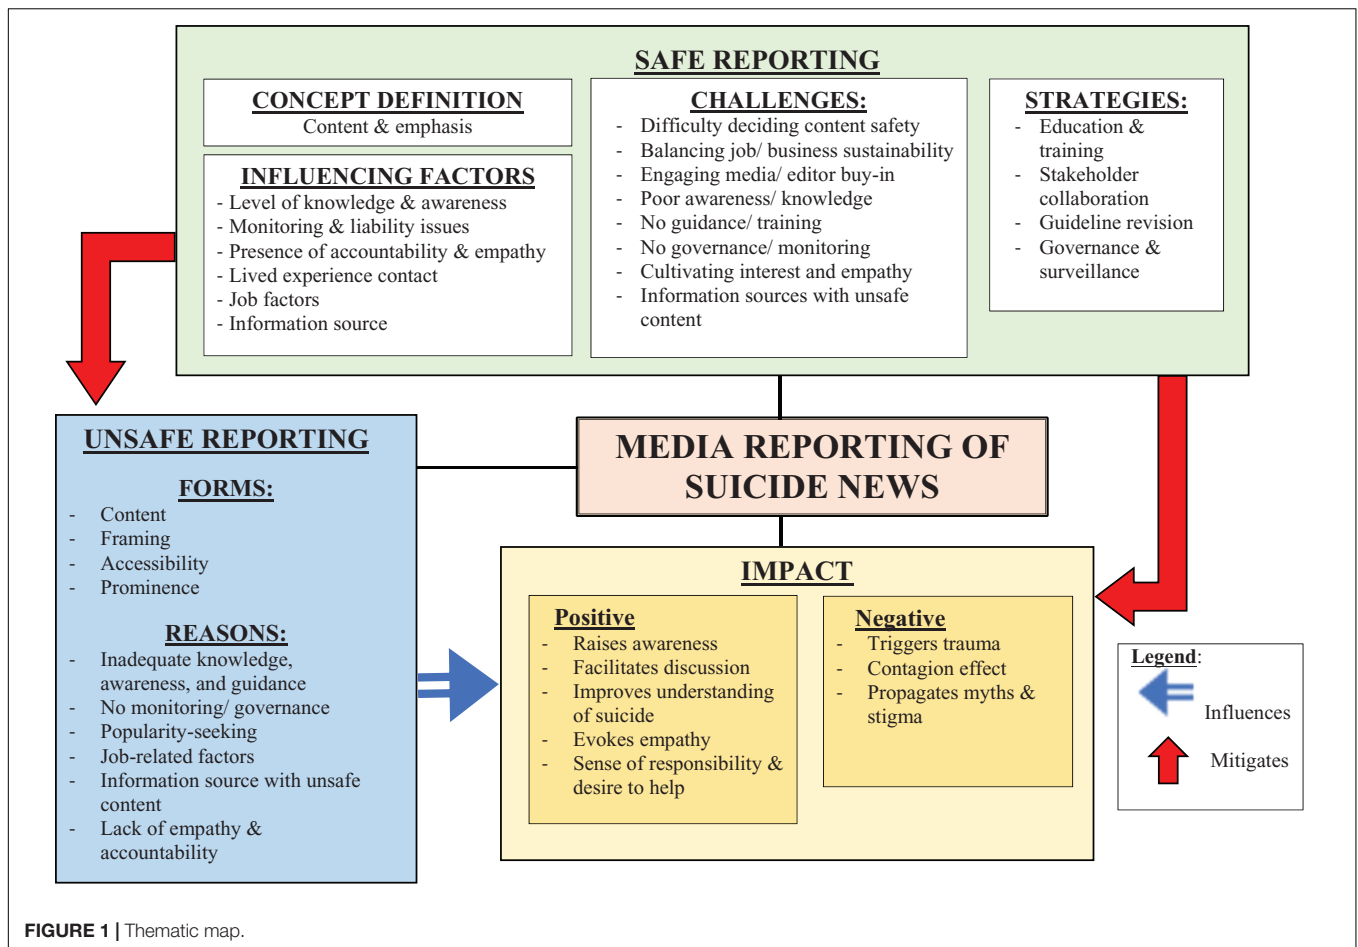 SAFE REPORTING
CONCEPT DEFINITION
Content & emphasis
INFLUENCING FACTORS
- Level of knowledge & awareness
- Monitoring & liability issues
- Presence of accountability & empathy
- Lived experience contact
- Job factors
- Information source
CHALLENGES:
- Difficulty deciding content safety
- Balancing job/ business sustainability
- Engaging media/ editor buy-in
- Poor awareness/ knowledge
- No guidance/ training
- No governance/ monitoring
- Cultivating interest and empathy
- Information sources with unsafe
content
STRATEGIES:
- Education &
training
- Stakeholder
collaboration
- Guideline revision
- Governance &
surveillance
UNSAFE REPORTING
FORMS:
- Content
- Framing
- Accessibility
- Prominence
REASONS:
- Inadequate knowledge,
awareness, and guidance
- No monitoring/ governance
- Popularity-seeking
- Job-related factors
- Information source with unsafe
content
- Lack of empathy &
accountability
MEDIA REPORTING OF
SUICIDE NEWS
IMPACT
Positive
- Raises awareness
- Facilitates discussion
- Improves understanding
of suicide
- Evokes empathy
- Sense of responsibility &
desire to help
Negative
- Triggers trauma
- Contagion effect
- Propagates myths &
stigma
Legend:
Influences
Mitigates
FIGURE 1 | Thematic map.